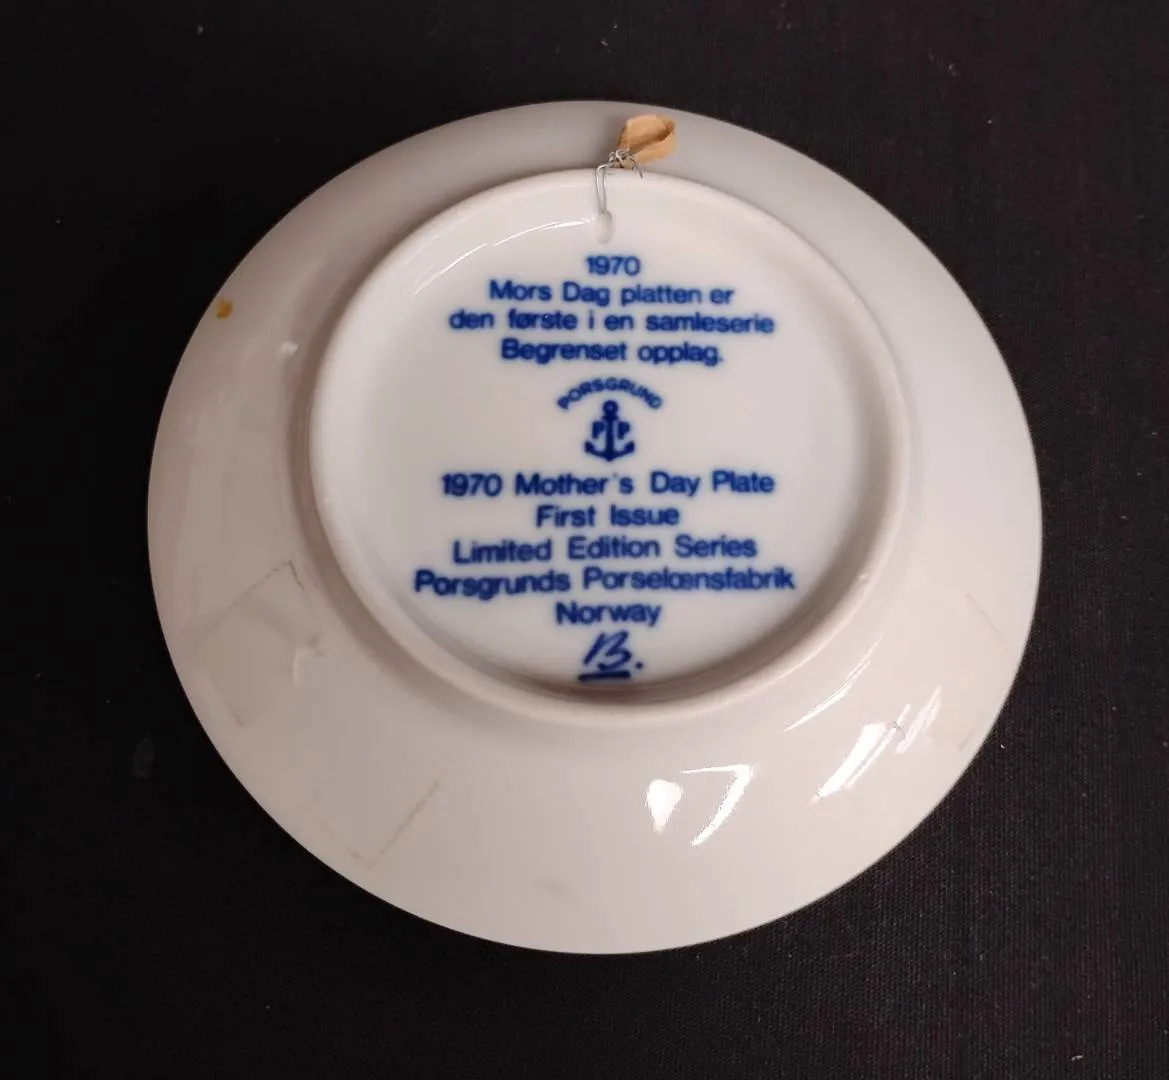 1970
Mors Dag platten er
den første i en samleserie
Begrenset opplag.
PORSGRUND
P P
1970 Mother's Day Plate
First Issue
Limited Edition Series
Porsgrunds Porselænsfabrik
Norway
B.